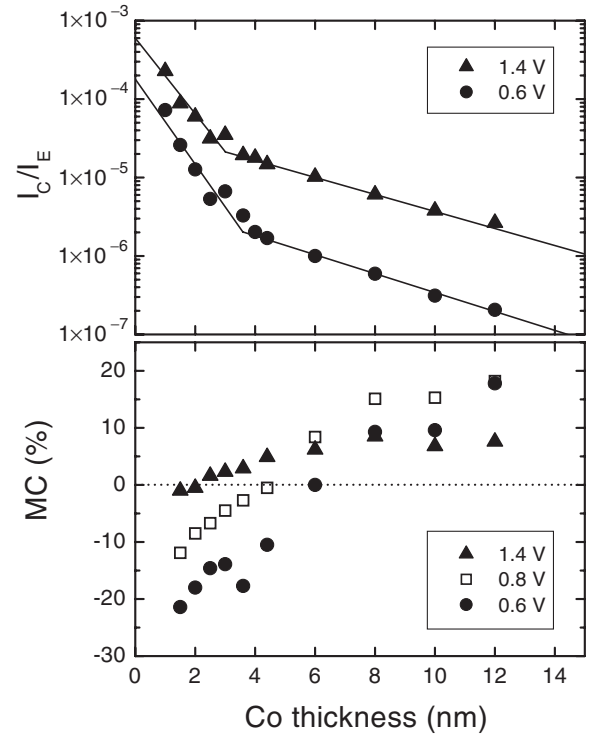 1×10⁻³
1×10⁻⁴
1×10⁻⁵
1×10⁻⁶
1×10⁻⁷
I_C/I_E
1.4 V
0.6 V
20
10
0
-10
-20
-30
MC (%)
1.4 V
0.8 V
0.6 V
0 2 4 6 8 10 12 14
Co thickness (nm)